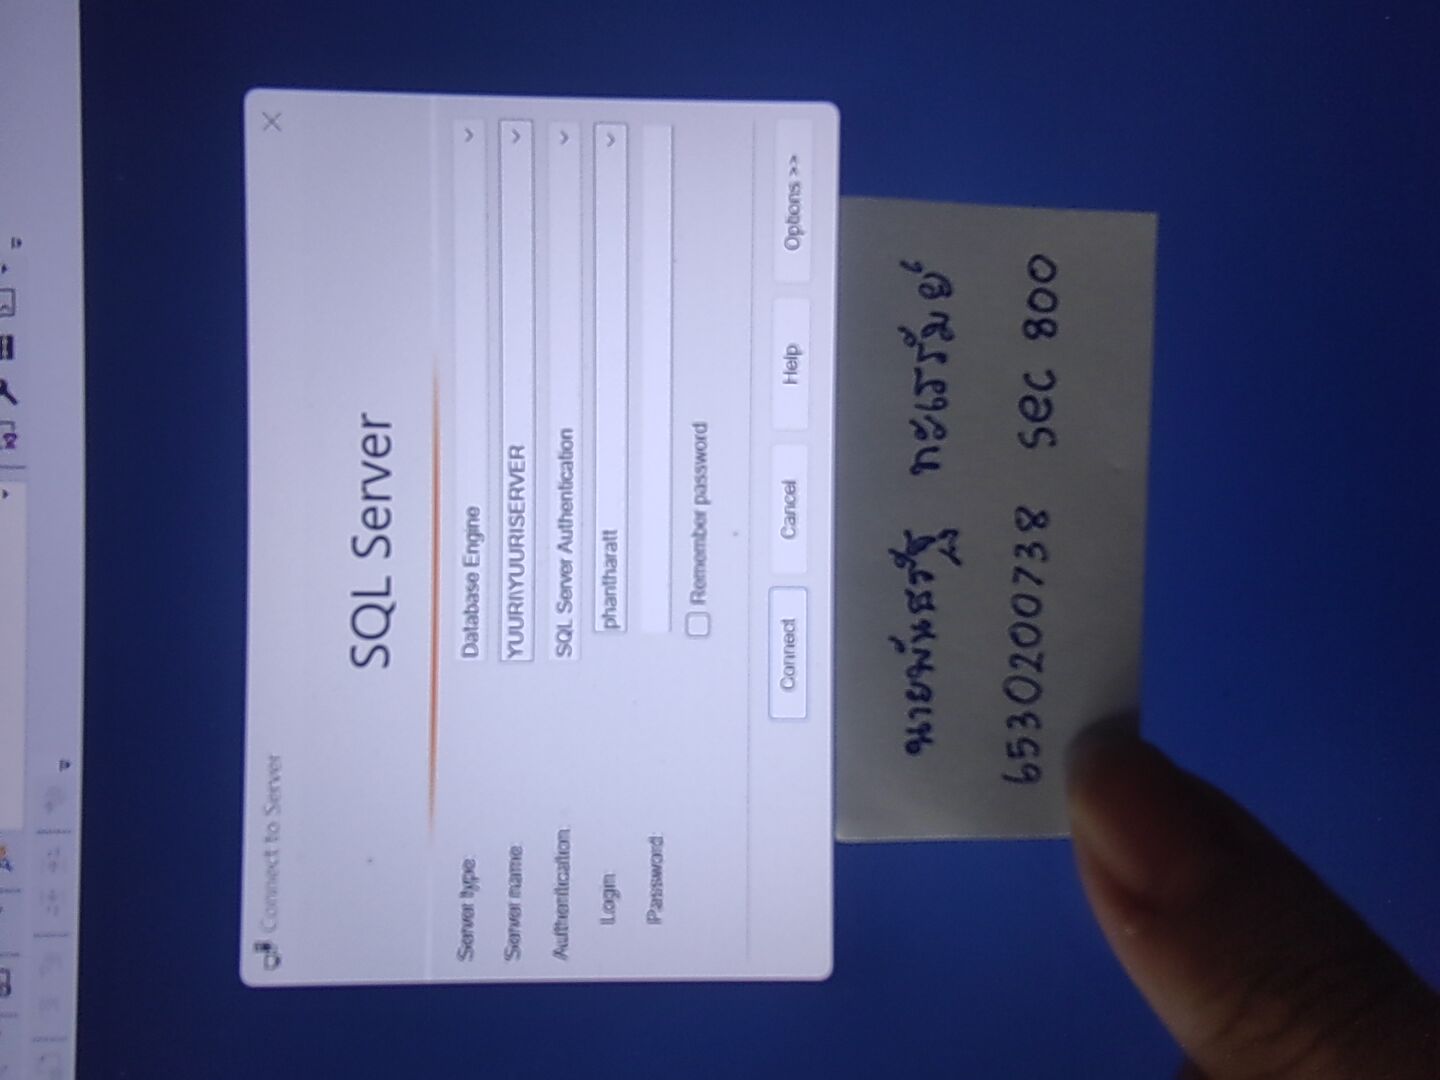 Connect to Server
SQL Server
Server type Database Engine
Server name YUURI\YUURISERVER
Authentication SQL Server Authentication
Login phantharatt
Password
Remember password
Connect Cancel Help Options >>
นายพันธรัฐ ทะเรรัมย์
6530200738 sec 800